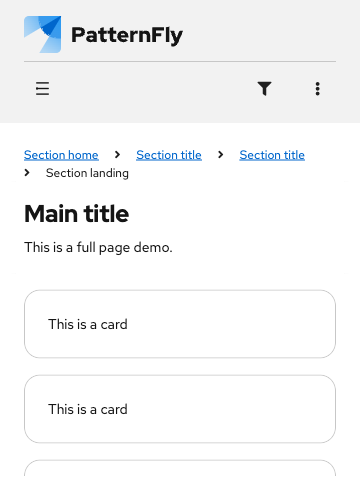 PatternFly
Section home Section title Section title
Section landing
Main title
This is a full page demo.
This is a card
This is a card